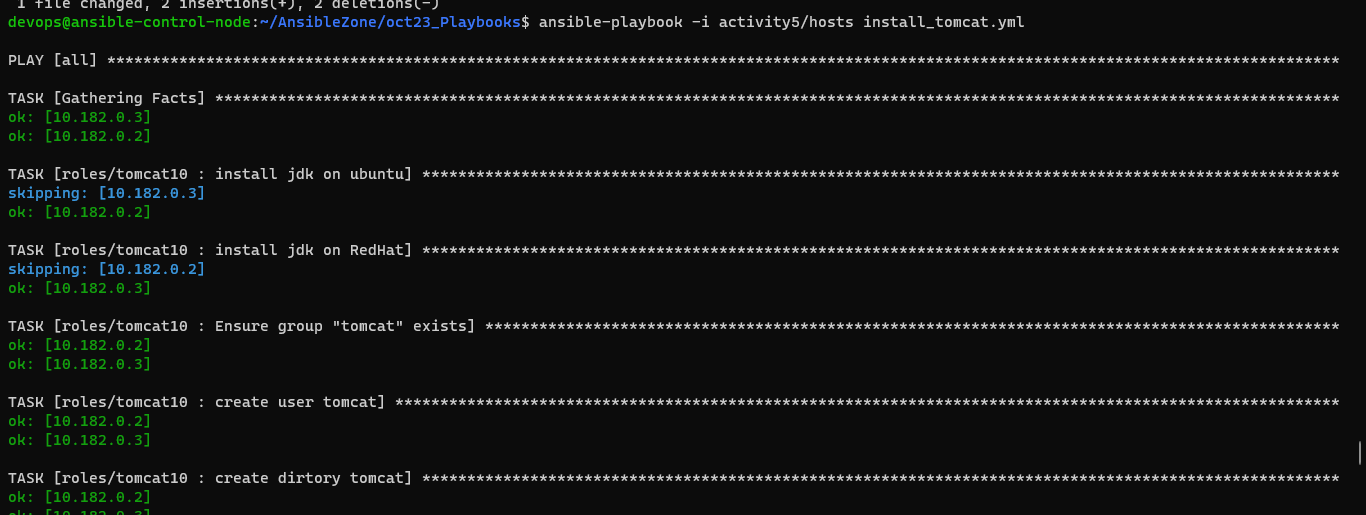 1 file changed, 2 insertions(+), 2 deletions(-)
devops@ansible-control-node:~/AnsibleZone/oct23_Playbooks$ ansible-playbook -i activity5/hosts install_tomcat.yml
PLAY [all] *****************************************************************************************************************************************
TASK [Gathering Facts] *****************************************************************************************************************************
ok: [10.182.0.3]
ok: [10.182.0.2]
TASK [roles/tomcat10 : install jdk on ubuntu] ******************************************************************************************************
skipping: [10.182.0.3]
ok: [10.182.0.2]
TASK [roles/tomcat10 : install jdk on RedHat] ******************************************************************************************************
skipping: [10.182.0.2]
ok: [10.182.0.3]
TASK [roles/tomcat10 : Ensure group "tomcat" exists] ***********************************************************************************************
ok: [10.182.0.2]
ok: [10.182.0.3]
TASK [roles/tomcat10 : create user tomcat] *********************************************************************************************************
ok: [10.182.0.2]
ok: [10.182.0.3]
TASK [roles/tomcat10 : create dirtory tomcat] ******************************************************************************************************
ok: [10.182.0.2]
ok: [10.182.0.3]